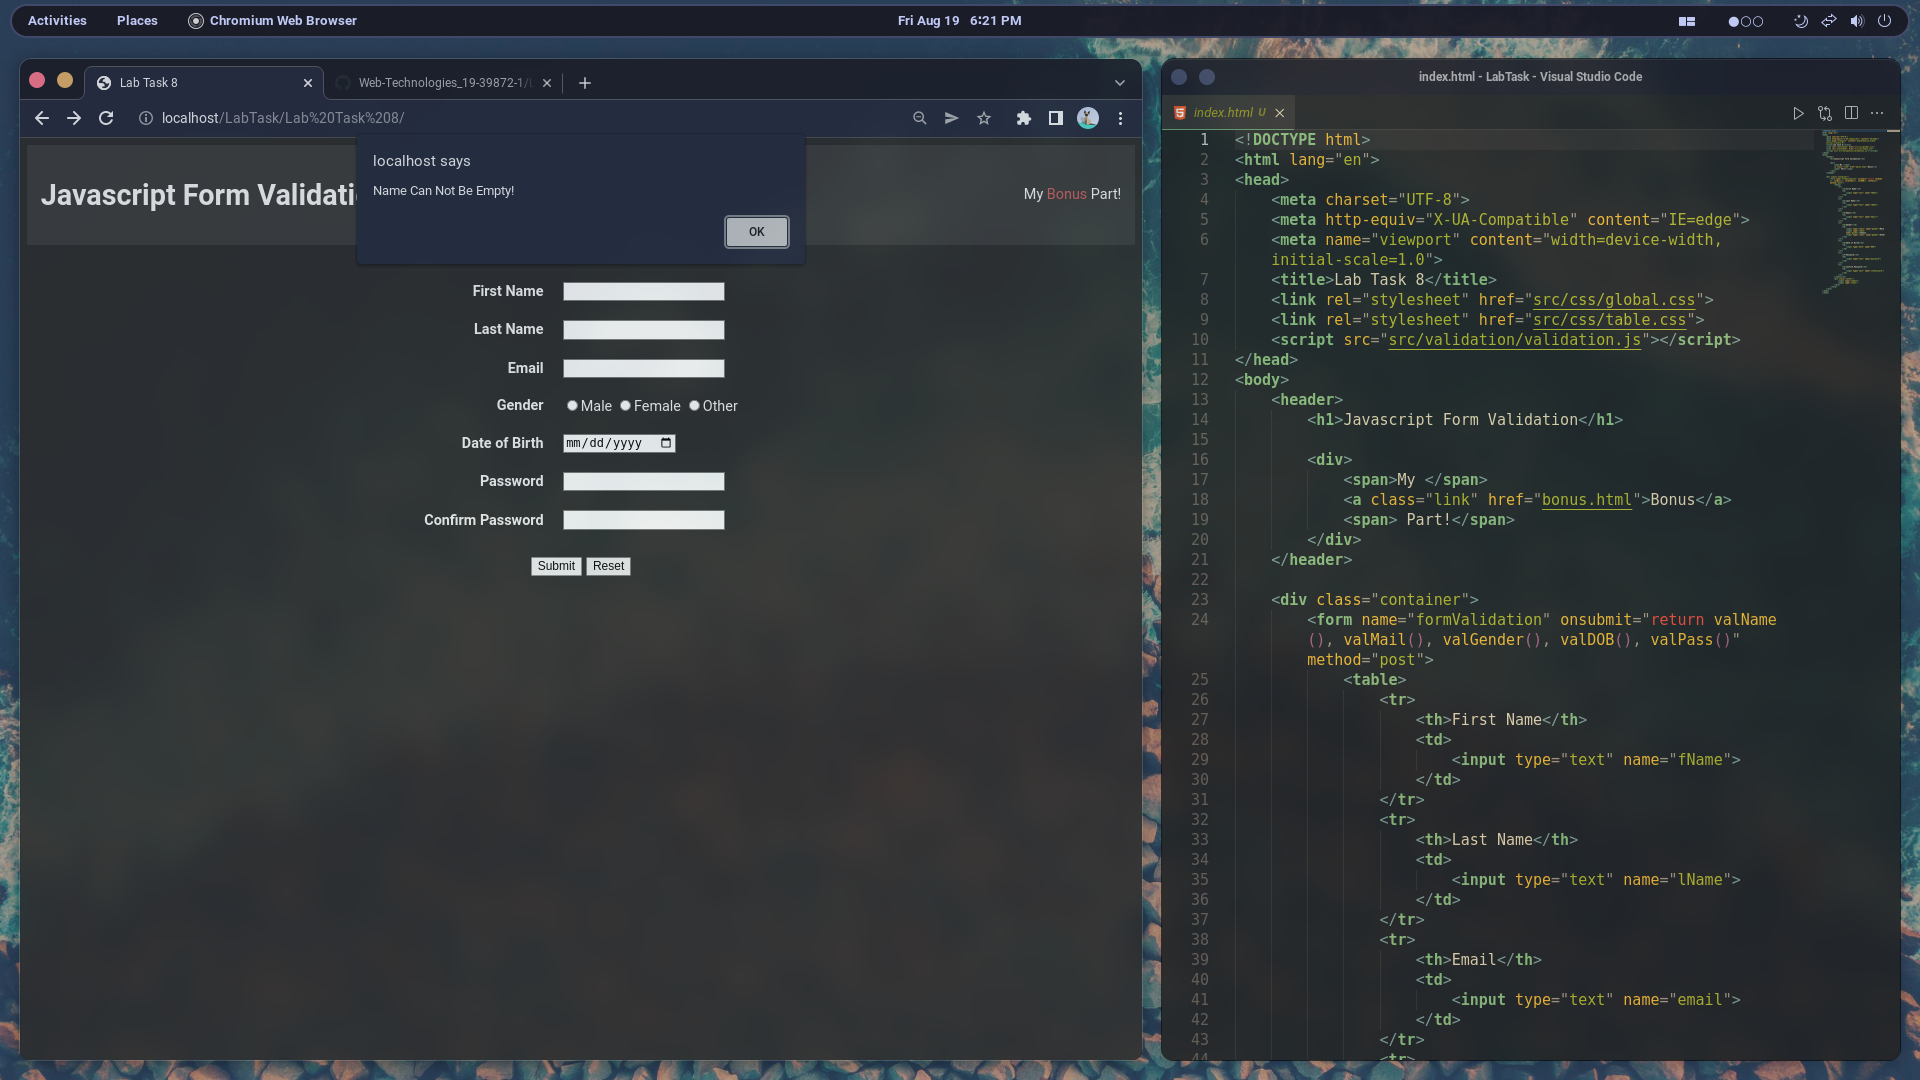 Activities Places Chromium Web Browser Fri Aug 19 6:21 PM
Lab Task 8
Web-Technologies_19-39872-1/
localhost/LabTask/Lab%20Task%208/
localhost says
Name Can Not Be Empty!
OK
Javascript Form Validatio
My Bonus Part!
First Name
Last Name
Email
Gender Male Female Other
Date of Birth mm/dd/yyyy
Password
Confirm Password
Submit Reset
index.html - LabTask - Visual Studio Code
index.html U
1 <!DOCTYPE html>
2 <html lang="en">
3 <head>
4 <meta charset="UTF-8">
5 <meta http-equiv="X-UA-Compatible" content="IE=edge">
6 <meta name="viewport" content="width=device-width,
initial-scale=1.0">
7 <title>Lab Task 8</title>
8 <link rel="stylesheet" href="src/css/global.css">
9 <link rel="stylesheet" href="src/css/table.css">
10 <script src="src/validation/validation.js"></script>
11 </head>
12 <body>
13 <header>
14 <h1>Javascript Form Validation</h1>
15
16 <div>
17 <span>My </span>
18 <a class="link" href="bonus.html">Bonus</a>
19 <span> Part!</span>
20 </div>
21 </header>
22
23 <div class="container">
24 <form name="formValidation" onsubmit="return valName
(), valMail(), valGender(), valDOB(), valPass()"
method="post">
25 <table>
26 <tr>
27 <th>First Name</th>
28 <td>
29 <input type="text" name="fName">
30 </td>
31 </tr>
32 <tr>
33 <th>Last Name</th>
34 <td>
35 <input type="text" name="lName">
36 </td>
37 </tr>
38 <tr>
39 <th>Email</th>
40 <td>
41 <input type="text" name="email">
42 </td>
43 </tr>
44 <tr>